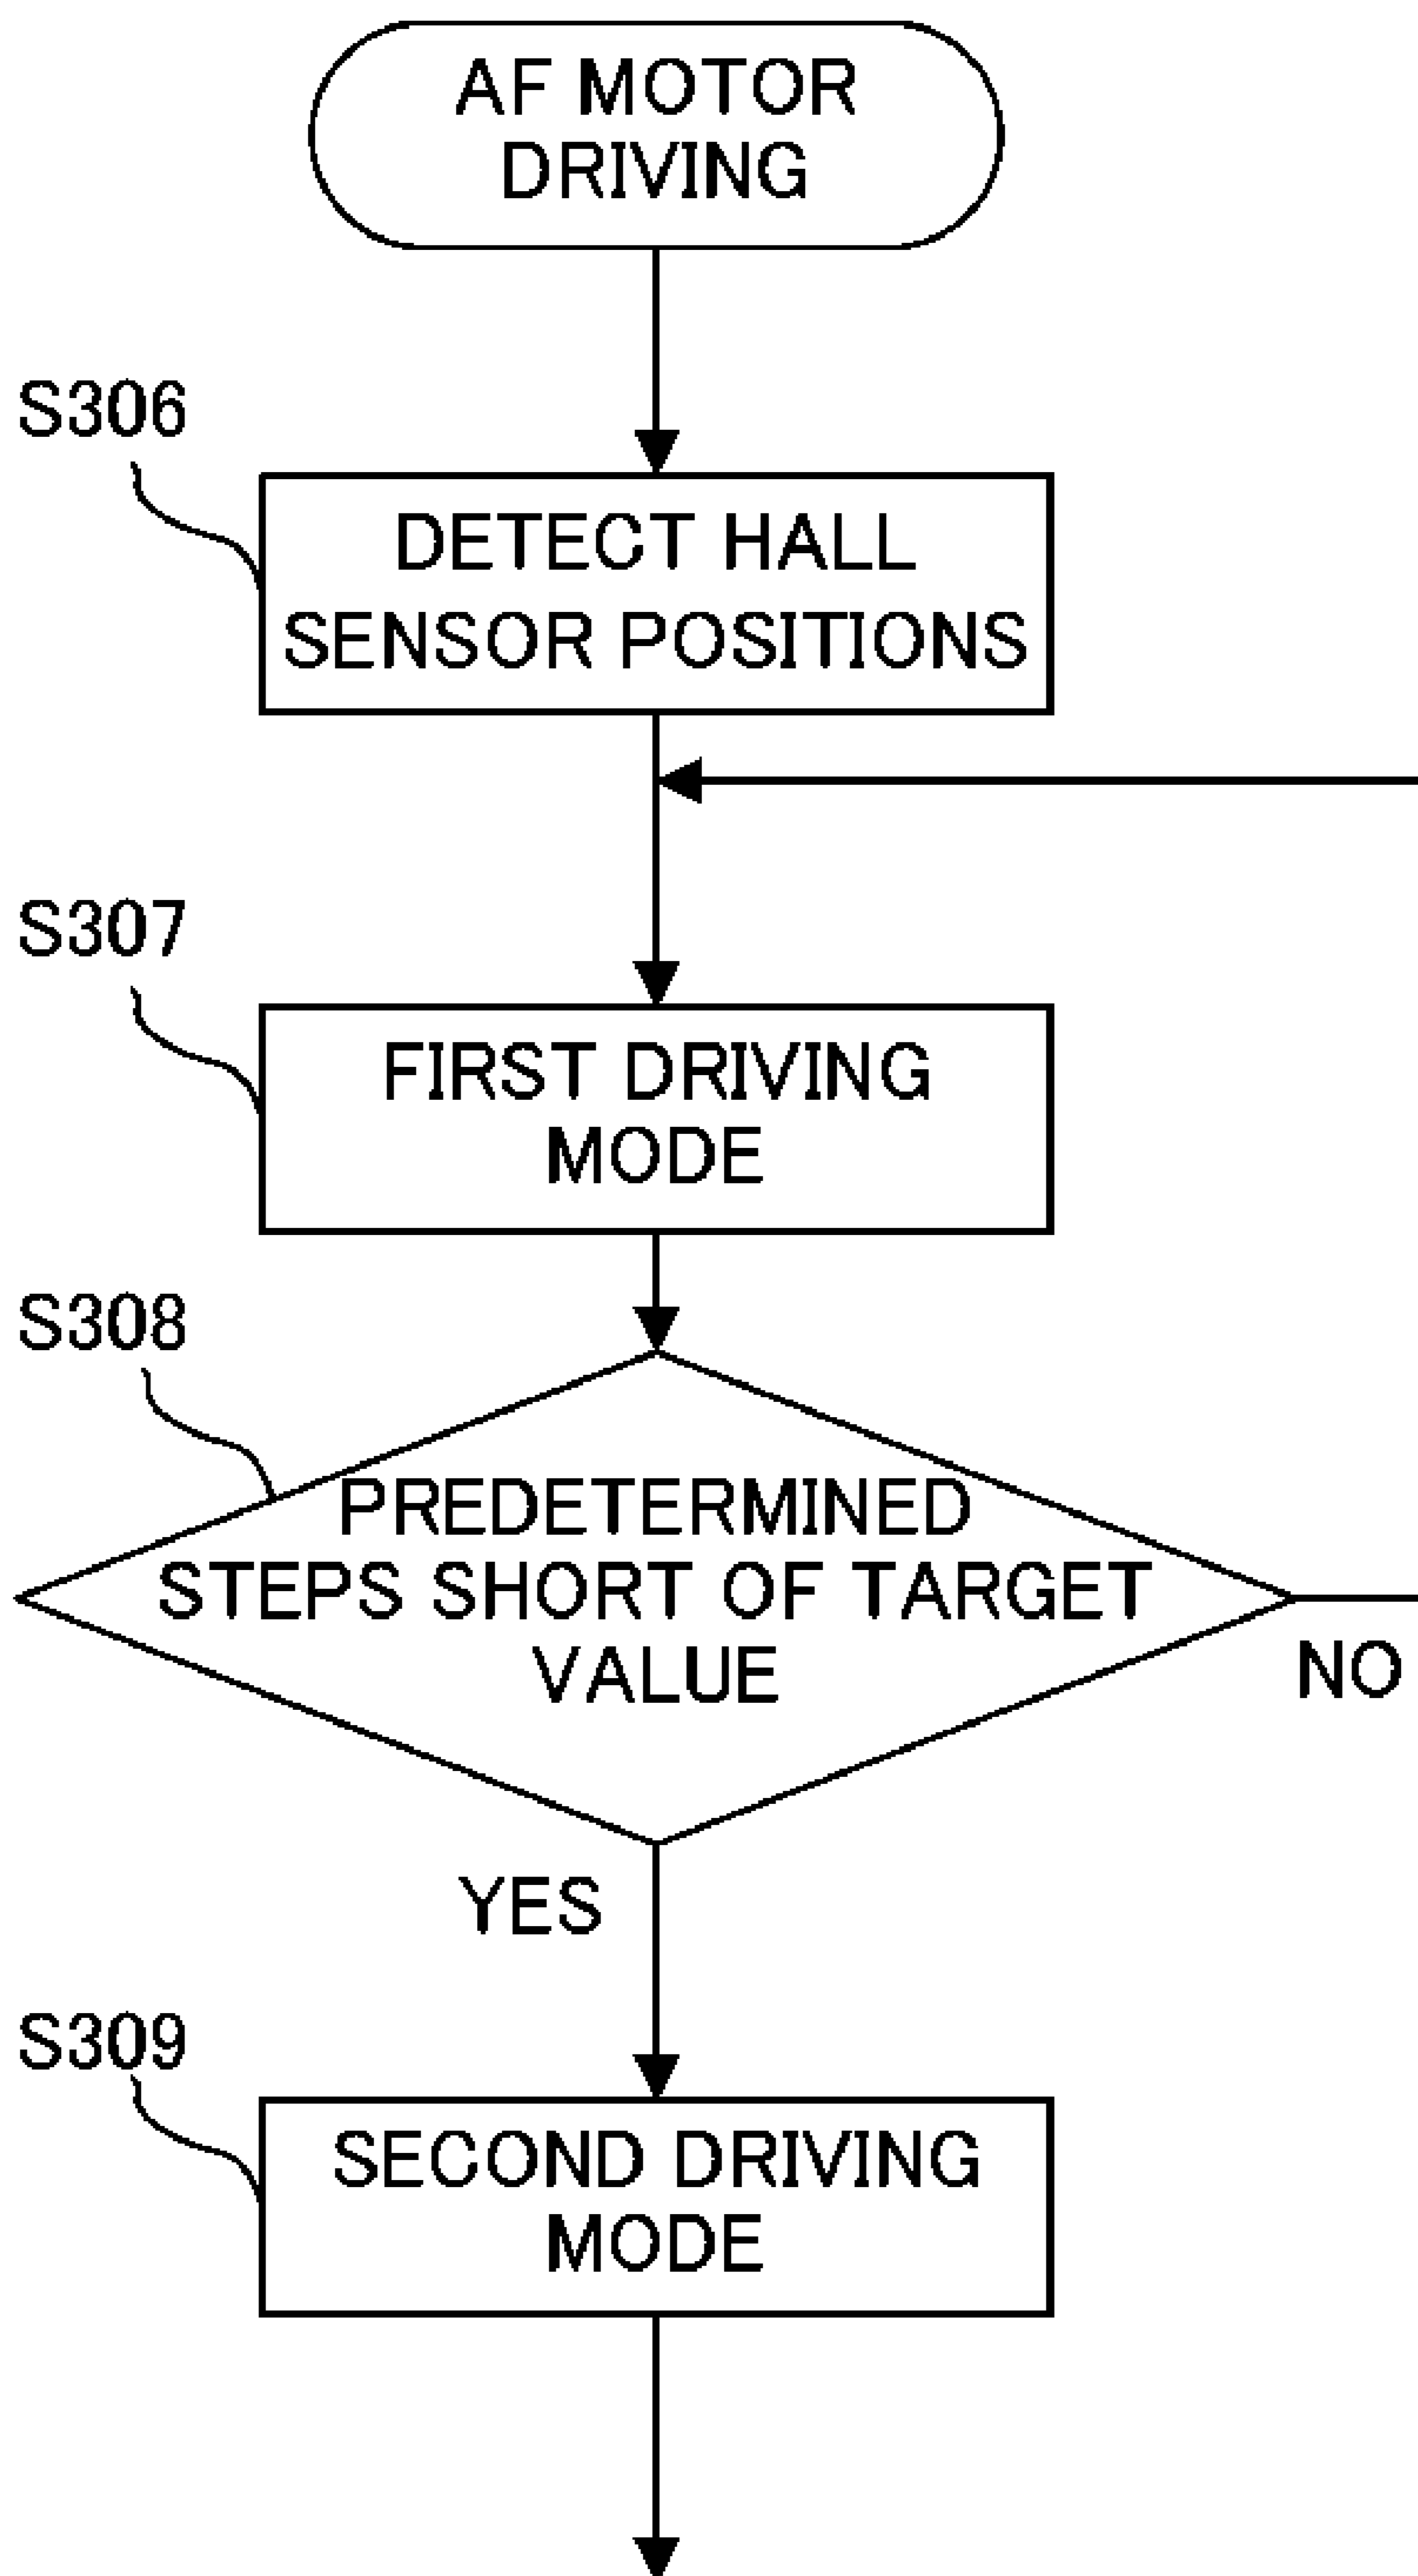 AF MOTOR
DRIVING
S306
DETECT HALL
SENSOR POSITIONS
S307
FIRST DRIVING
MODE
S308
PREDETERMINED
STEPS SHORT OF TARGET
VALUE
NO
YES
S309
SECOND DRIVING
MODE